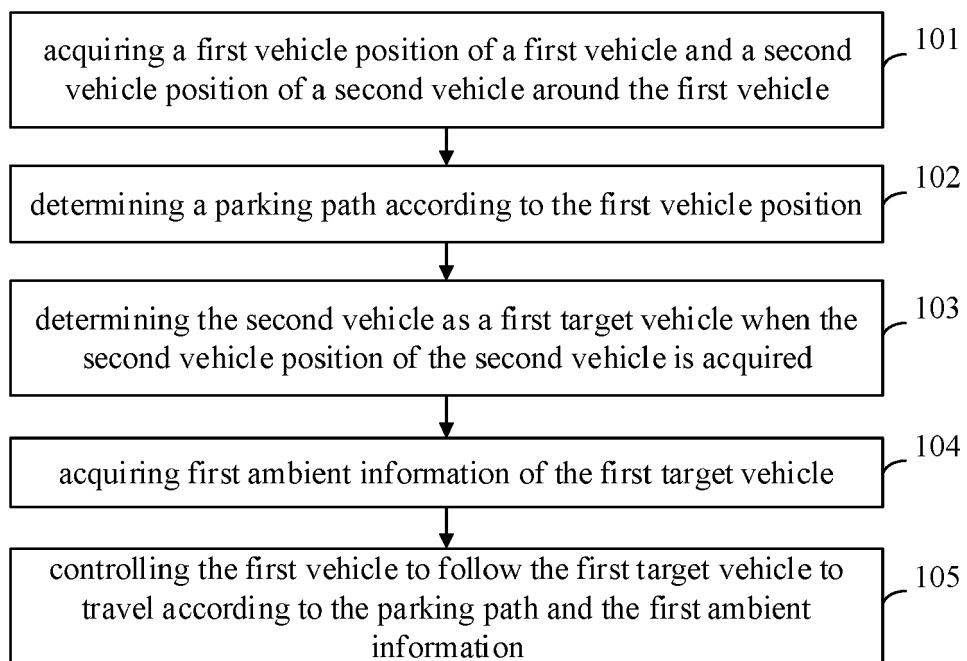 acquiring a first vehicle position of a first vehicle and a second
vehicle position of a second vehicle around the first vehicle
101
determining a parking path according to the first vehicle position
102
determining the second vehicle as a first target vehicle when the
second vehicle position of the second vehicle is acquired
103
acquiring first ambient information of the first target vehicle
104
controlling the first vehicle to follow the first target vehicle to
travel according to the parking path and the first ambient
information
105